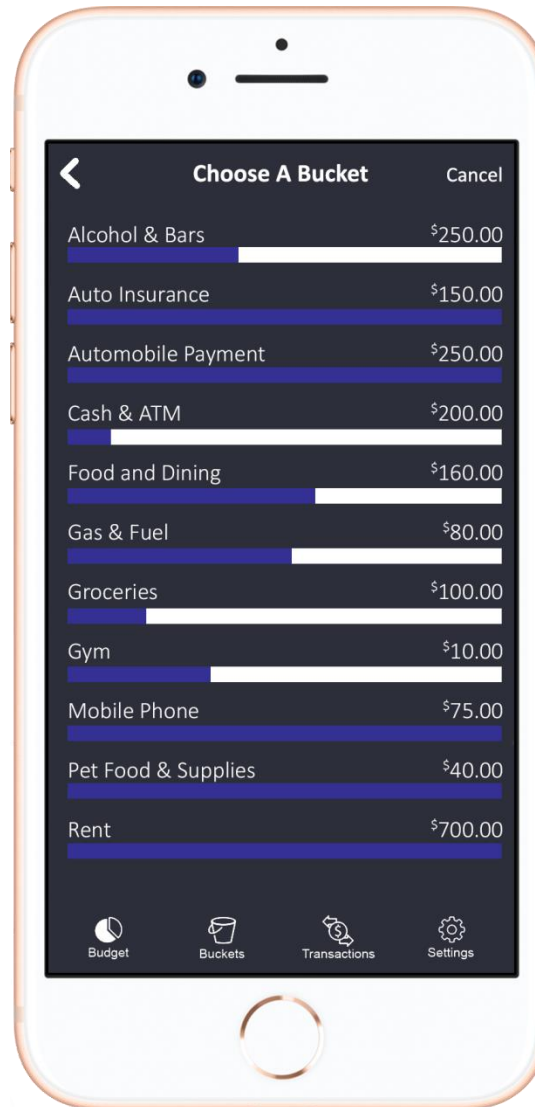 Choose A Bucket Cancel
Alcohol & Bars $250.00
Auto Insurance $150.00
Automobile Payment $250.00
Cash & ATM $200.00
Food and Dining $160.00
Gas & Fuel $80.00
Groceries $100.00
Gym $10.00
Mobile Phone $75.00
Pet Food & Supplies $40.00
Rent $700.00
$
Budget Buckets Transactions Settings